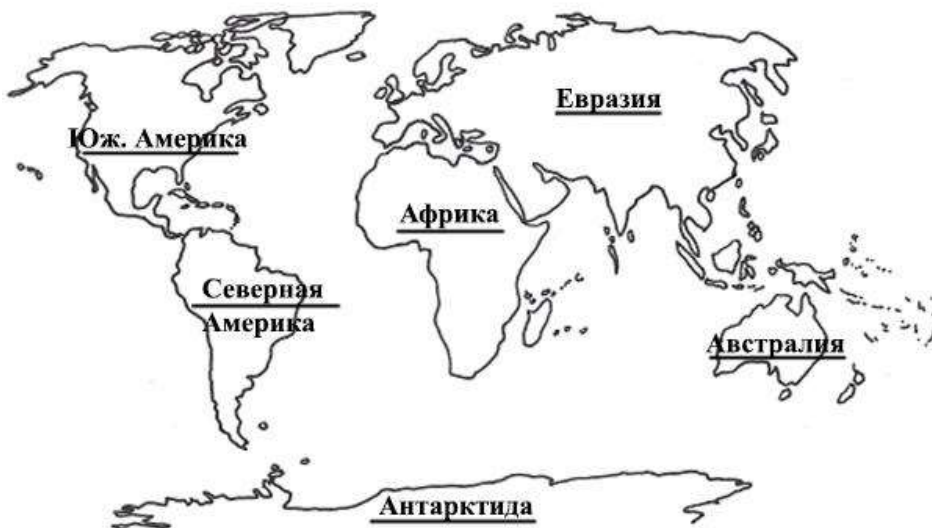 Евразия
Юж. Америка
Африка
Северная
Америка
Австралия
Антарктида